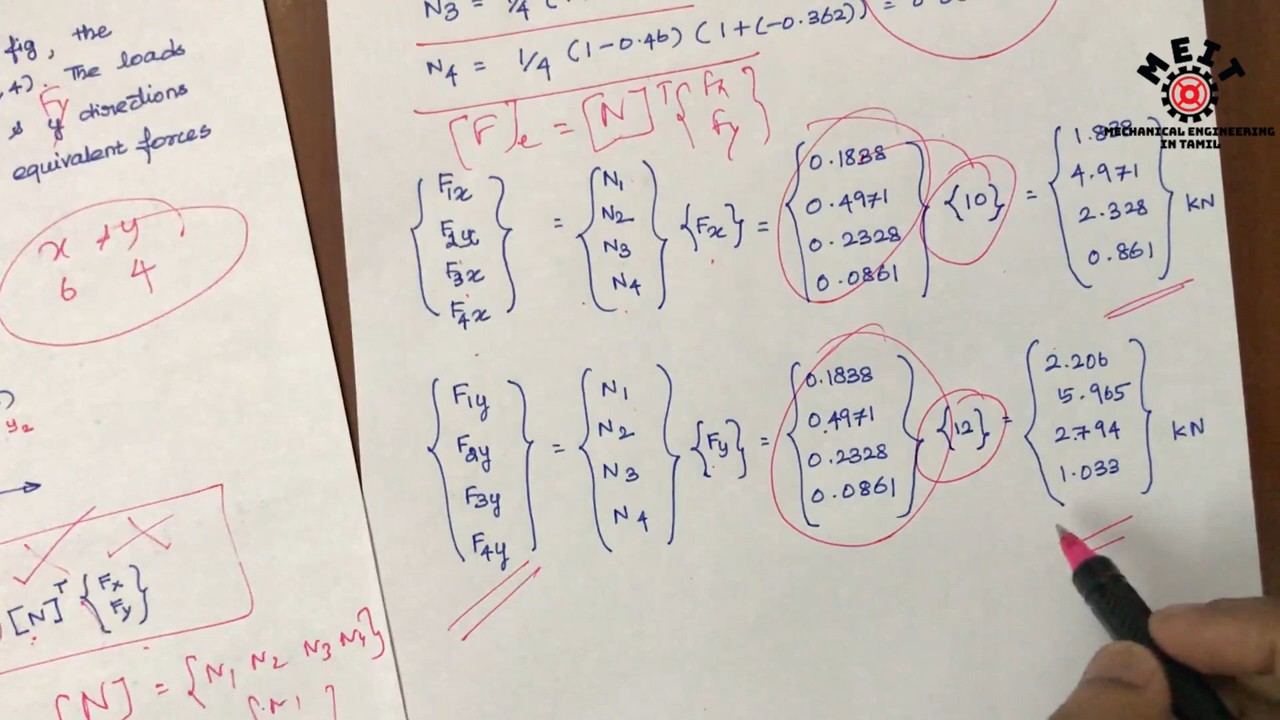 fig, the
4). The loads
Fy
& y directions
equivalent forces
x + y
6 4
y2
[N]^T {Fx
Fy}
[N] = {N1 N2 N3 N4}
N3 = 1/4 (
N4 = 1/4 (1-0.46) (1+(-0.362))
[F]e = [N]^T {Fx
Fy}
{F1x
F2x
F3x
F4x} = {N1
N2
N3
N4} {Fx} = {0.1838
0.4971
0.2328
0.0861} {10} = {1.838
4.971
2.328
0.861} KN
{F1y
F2y
F3y
F4y} = {N1
N2
N3
N4} {Fy} = {0.1838
0.4971
0.2328
0.0861} {12} = {2.206
5.965
2.794
1.033} KN
MEIT
MECHANICAL ENGINEERING
IN TAMIL